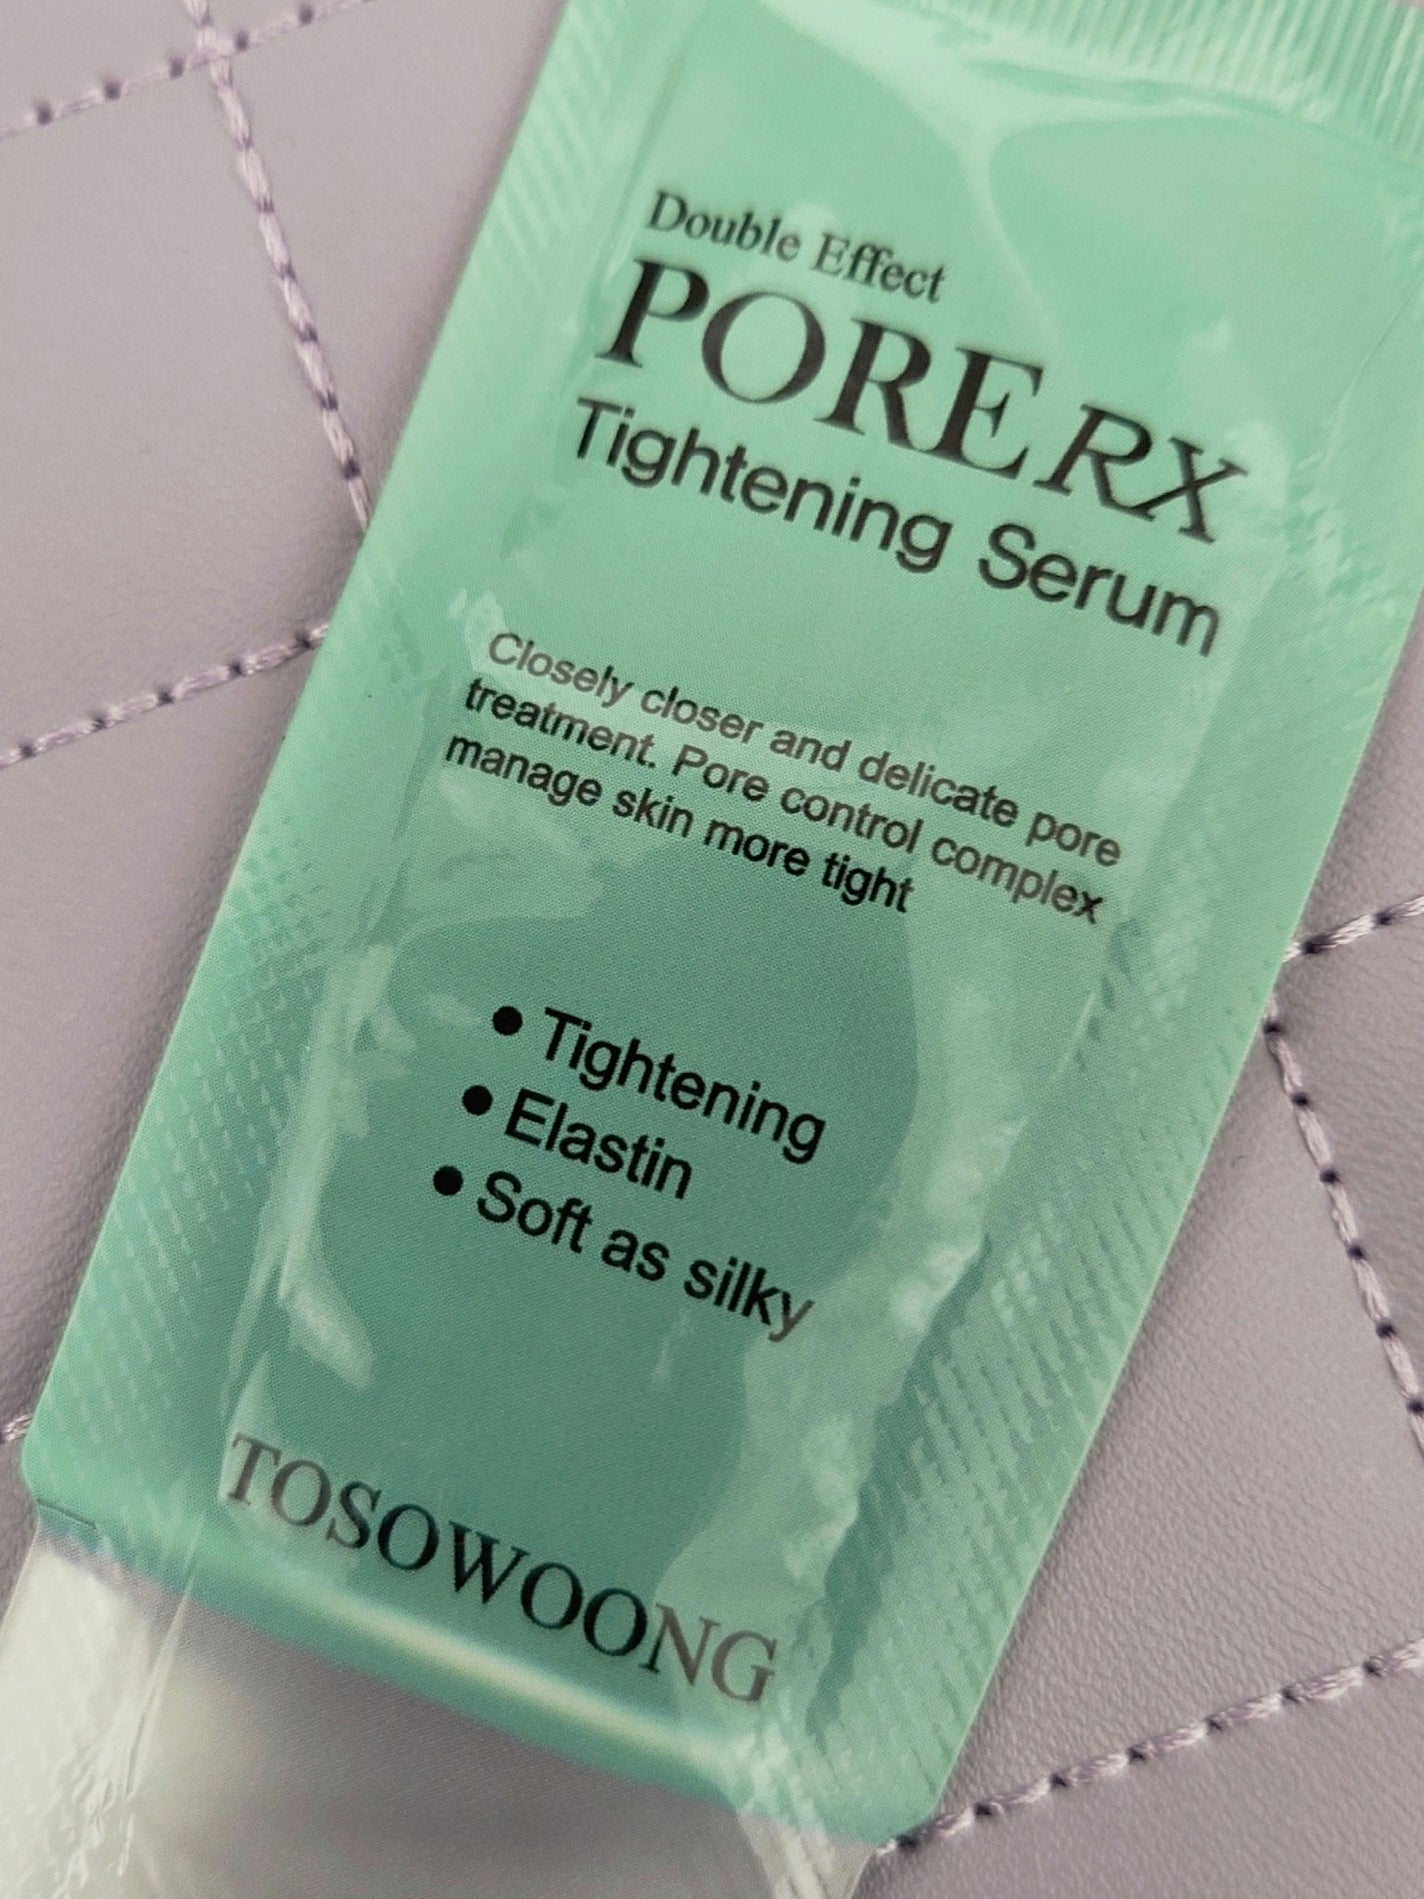 Double Effect
PORE RX
Tightening Serum
Closely closer and delicate pore
treatment. Pore control complex
manage skin more tight
• Tightening
• Elastin
• Soft as silky
TOSOWOONG